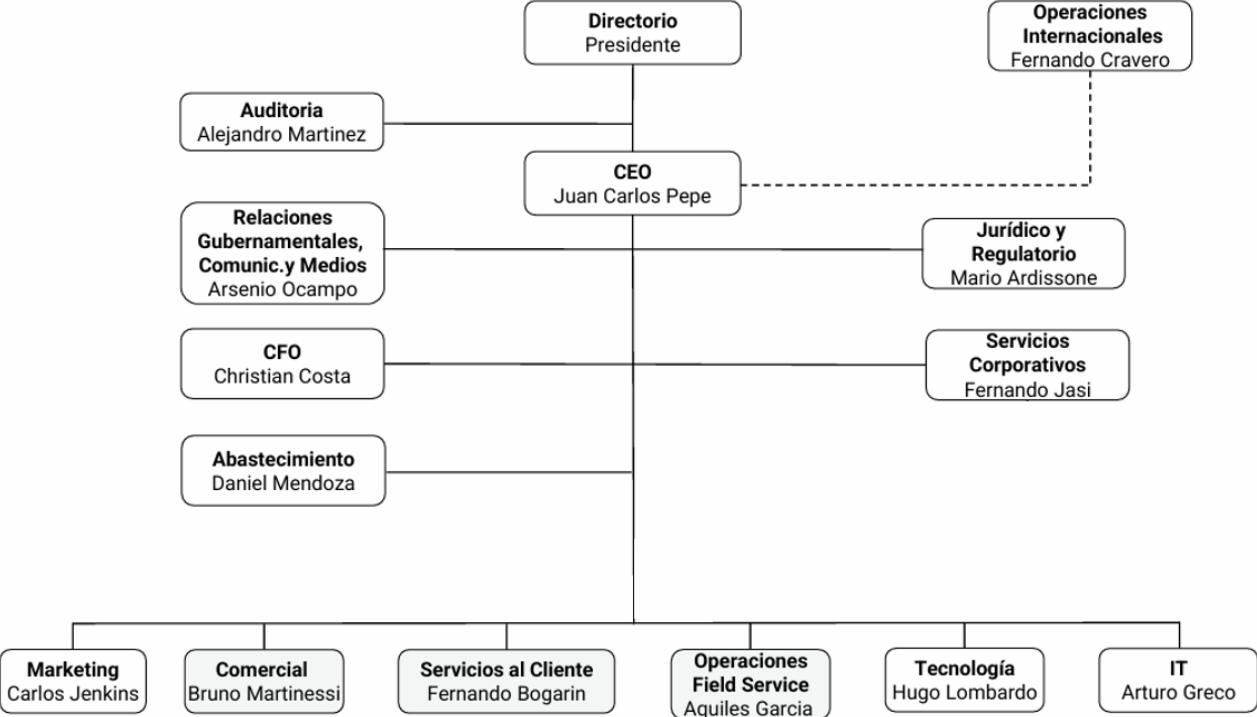 Directorio
Presidente
Operaciones
Internacionales
Fernando Cravero
Auditoria
Alejandro Martinez
CEO
Juan Carlos Pepe
Relaciones
Gubernamentales,
Comunic.y Medios
Arsenio Ocampo
Jurídico y
Regulatorio
Mario Ardissone
CFO
Christian Costa
Servicios
Corporativos
Fernando Jasi
Abastecimiento
Daniel Mendoza
Marketing
Carlos Jenkins
Comercial
Bruno Martinessi
Servicios al Cliente
Fernando Bogarin
Operaciones
Field Service
Aquiles Garcia
Tecnología
Hugo Lombardo
IT
Arturo Greco